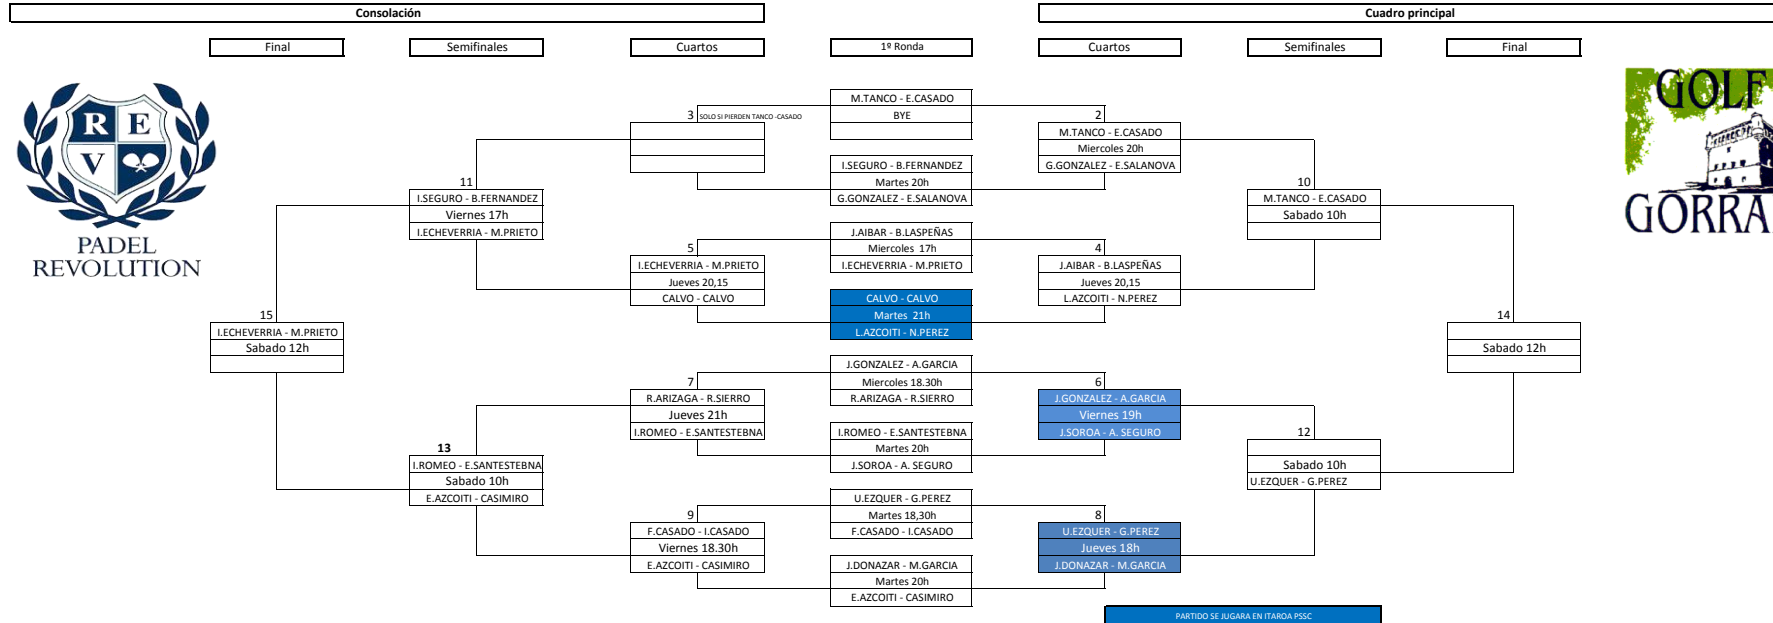 Consolación
Cuadro principal
Final
Semifinales
Cuartos
1º Ronda
Cuartos
Semifinales
Final
R E
V
PADEL
REVOLUTION
GOLF
GORRA
M.TANCO - E.CASADO
BYE
3 SOLO SI PIERDEN TANCO -CASADO
2
M.TANCO - E.CASADO
Miercoles 20h
G.GONZALEZ - E.SALANOVA
I.SEGURO - B.FERNANDEZ
Martes 20h
G.GONZALEZ - E.SALANOVA
11
I.SEGURO - B.FERNANDEZ
Viernes 17h
I.ECHEVERRIA - M.PRIETO
10
M.TANCO - E.CASADO
Sabado 10h
J.AIBAR - B.LASPEÑAS
Miercoles 17h
I.ECHEVERRIA - M.PRIETO
5
I.ECHEVERRIA - M.PRIETO
Jueves 20,15
CALVO - CALVO
4
J.AIBAR - B.LASPEÑAS
Jueves 20,15
L.AZCOITI - N.PEREZ
CALVO - CALVO
Martes 21h
L.AZCOITI - N.PEREZ
15
I.ECHEVERRIA - M.PRIETO
Sabado 12h
14
Sabado 12h
J.GONZALEZ - A.GARCIA
Miercoles 18.30h
R.ARIZAGA - R.SIERRO
7
R.ARIZAGA - R.SIERRO
Jueves 21h
I.ROMEO - E.SANTESTEBNA
6
J.GONZALEZ - A.GARCIA
Viernes 19h
J.SOROA - A. SEGURO
I.ROMEO - E.SANTESTEBNA
Martes 20h
J.SOROA - A. SEGURO
13
I.ROMEO - E.SANTESTEBNA
Sabado 10h
E.AZCOITI - CASIMIRO
12
Sabado 10h
U.EZQUER - G.PEREZ
U.EZQUER - G.PEREZ
Martes 18,30h
F.CASADO - I.CASADO
9
F.CASADO - I.CASADO
Viernes 18.30h
E.AZCOITI - CASIMIRO
8
U.EZQUER - G.PEREZ
Jueves 18h
J.DONAZAR - M.GARCIA
J.DONAZAR - M.GARCIA
Martes 20h
E.AZCOITI - CASIMIRO
PARTIDO SE JUGARA EN ITAROA PSSC